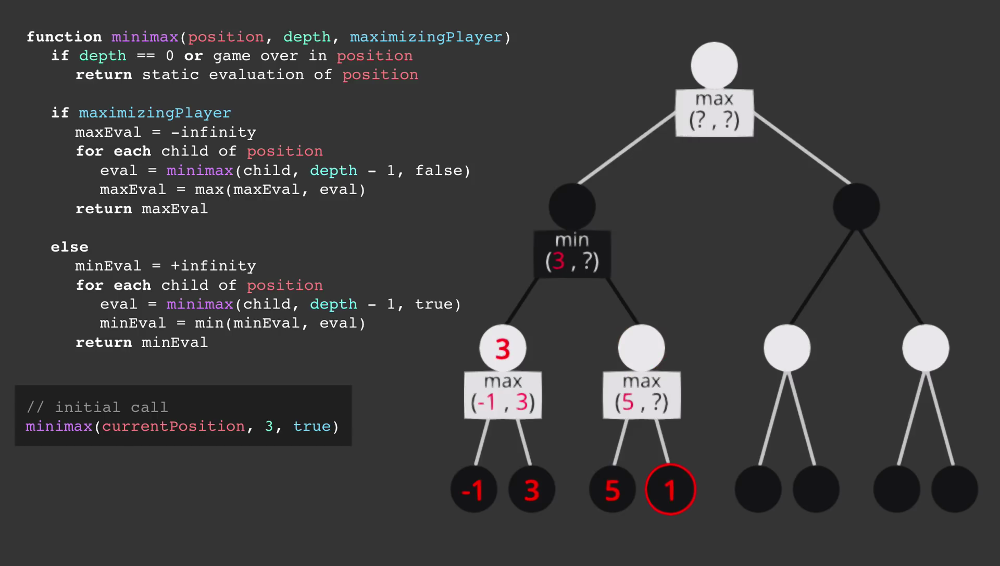 function minimax(position, depth, maximizingPlayer)
if depth == 0 or game over in position
return static evaluation of position
if maximizingPlayer
maxEval = -infinity
for each child of position
eval = minimax(child, depth - 1, false)
maxEval = max(maxEval, eval)
return maxEval
else
minEval = +infinity
for each child of position
eval = minimax(child, depth - 1, true)
minEval = min(minEval, eval)
return minEval
// initial call
minimax(currentPosition, 3, true)
max
(? , ?)
min
(3 , ?)
3
max
(-1 , 3)
max
(5 , ?)
-1
3
5
1